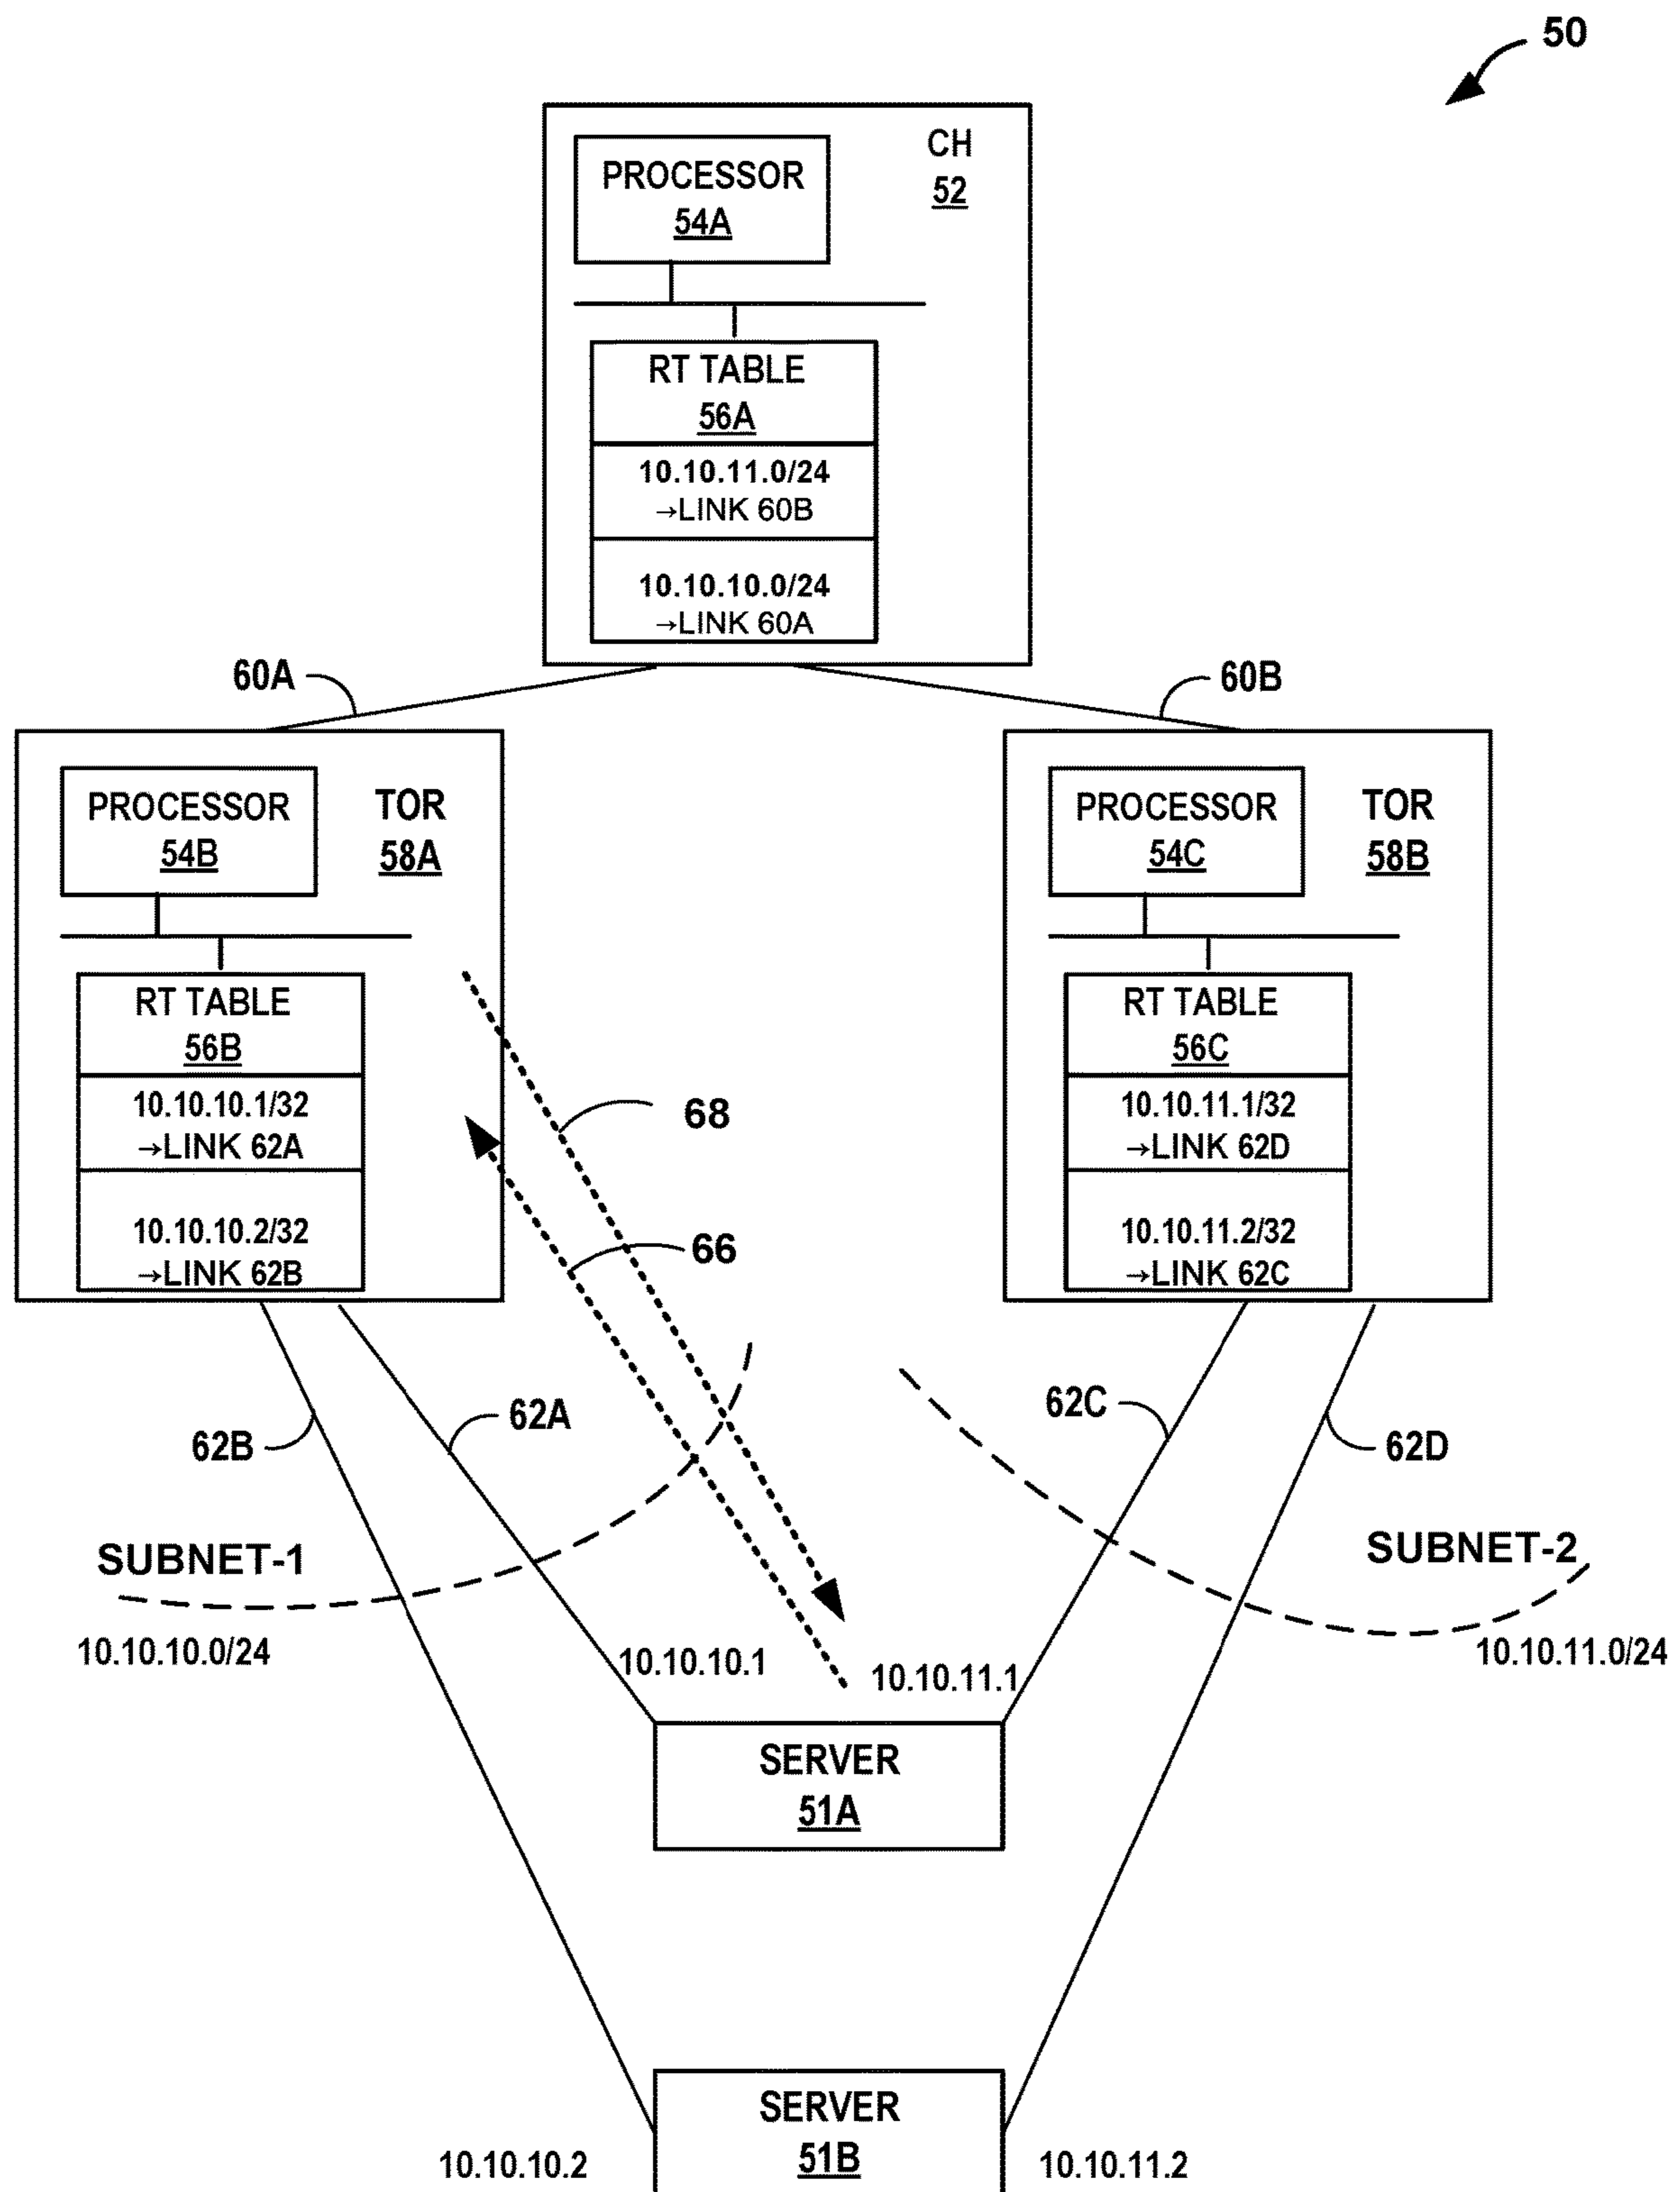 50
CH
52
PROCESSOR
54A
RT TABLE
56A
10.10.11.0/24
→LINK 60B
10.10.10.0/24
→LINK 60A
60A
60B
PROCESSOR
54B
TOR
58A
RT TABLE
56B
10.10.10.1/32
→LINK 62A
10.10.10.2/32
→LINK 62B
PROCESSOR
54C
TOR
58B
RT TABLE
56C
10.10.11.1/32
→LINK 62D
10.10.11.2/32
→LINK 62C
68
66
62B
62A
62C
62D
SUBNET-1
10.10.10.0/24
SUBNET-2
10.10.11.0/24
10.10.10.1
10.10.11.1
SERVER
51A
SERVER
51B
10.10.10.2
10.10.11.2